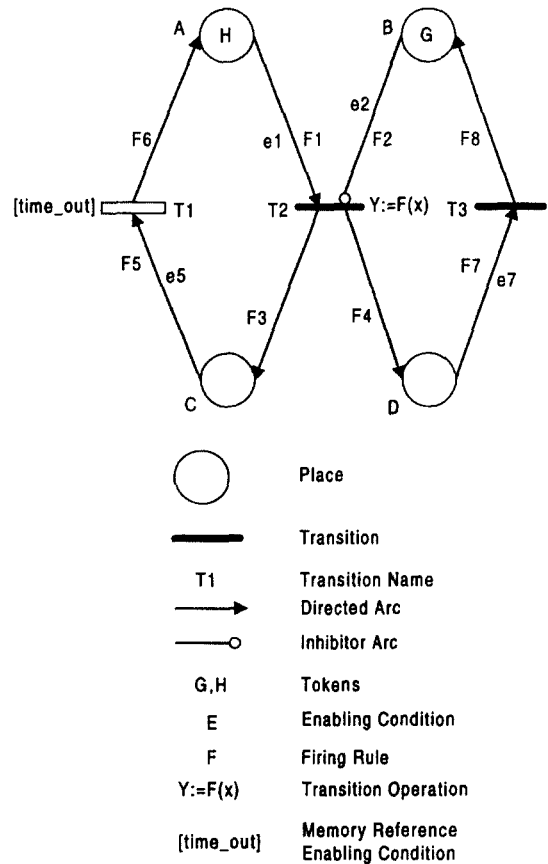 A H B G
e2
F6 e1 F1 F2 F8
[time_out] T1 T2 Y:=F(x) T3
F5 e5 F3 F4 F7 e7
C D
Place
Transition
T1 Transition Name
Directed Arc
Inhibitor Arc
G,H Tokens
E Enabling Condition
F Firing Rule
Y:=F(x) Transition Operation
[time_out] Memory Reference
Enabling Condition